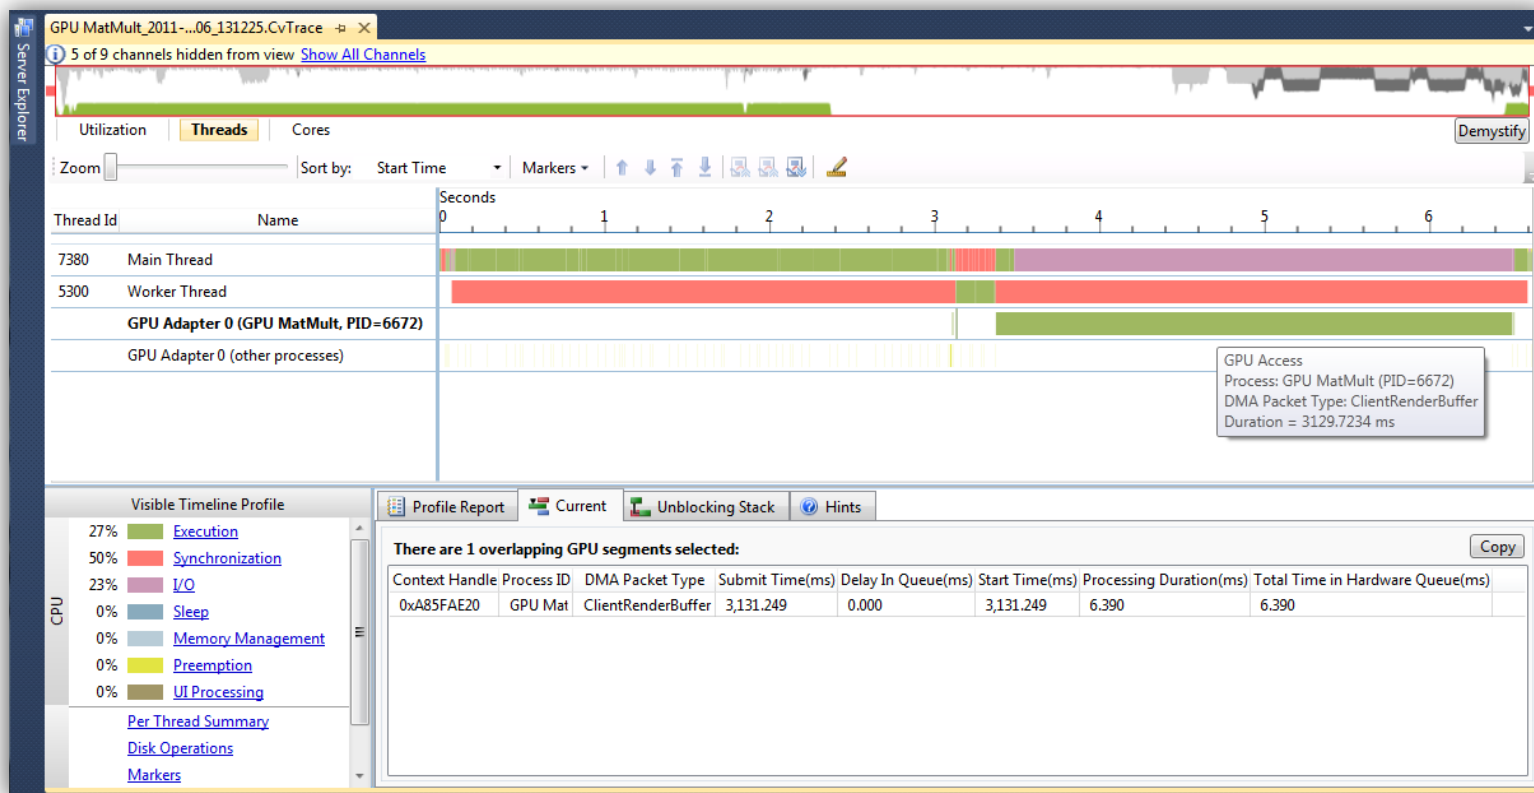 Server Explorer
GPU MatMult_2011-...06_131225.CvTrace
5 of 9 channels hidden from view Show All Channels
Utilization Threads Cores Demystify
Zoom Sort by: Start Time Markers
Seconds
Thread Id Name 0 1 2 3 4 5 6
7380 Main Thread
5300 Worker Thread
GPU Adapter 0 (GPU MatMult, PID=6672)
GPU Adapter 0 (other processes)
GPU Access
Process: GPU MatMult (PID=6672)
DMA Packet Type: ClientRenderBuffer
Duration = 3129.7234 ms
Visible Timeline Profile
CPU
27% Execution
50% Synchronization
23% I/O
0% Sleep
0% Memory Management
0% Preemption
0% UI Processing
Per Thread Summary
Disk Operations
Markers
Profile Report Current Unblocking Stack Hints
There are 1 overlapping GPU segments selected: Copy
Context Handle Process ID DMA Packet Type Submit Time(ms) Delay In Queue(ms) Start Time(ms) Processing Duration(ms) Total Time in Hardware Queue(ms)
0xA85FAE20 GPU Mat ClientRenderBuffer 3,131.249 0.000 3,131.249 6.390 6.390